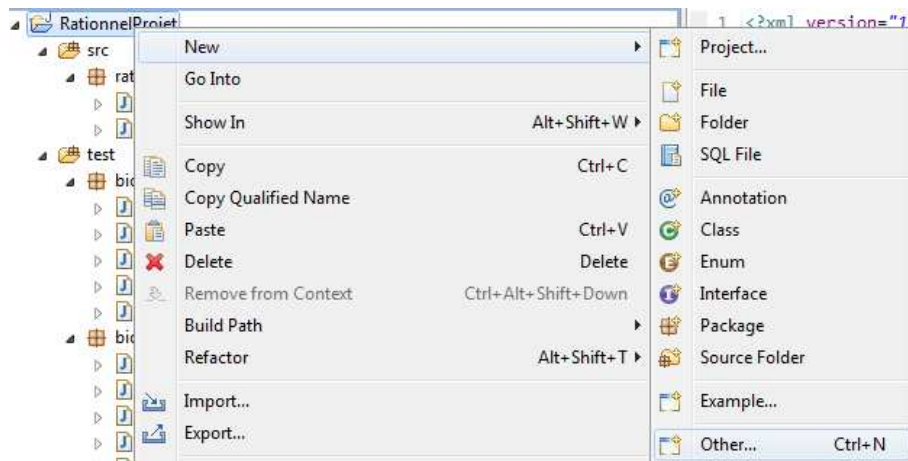 RationnelProjet
1 <?xml version="1
src
New
Project...
rat
Go Into
File
Show In Alt+Shift+W
Folder
test
SQL File
Copy Ctrl+C
bio
Copy Qualified Name
Annotation
Paste Ctrl+V
Class
Delete Delete
Enum
Remove from Context Ctrl+Alt+Shift+Down
Interface
Build Path
Package
bio
Refactor Alt+Shift+T
Source Folder
Import...
Example...
Export...
Other... Ctrl+N